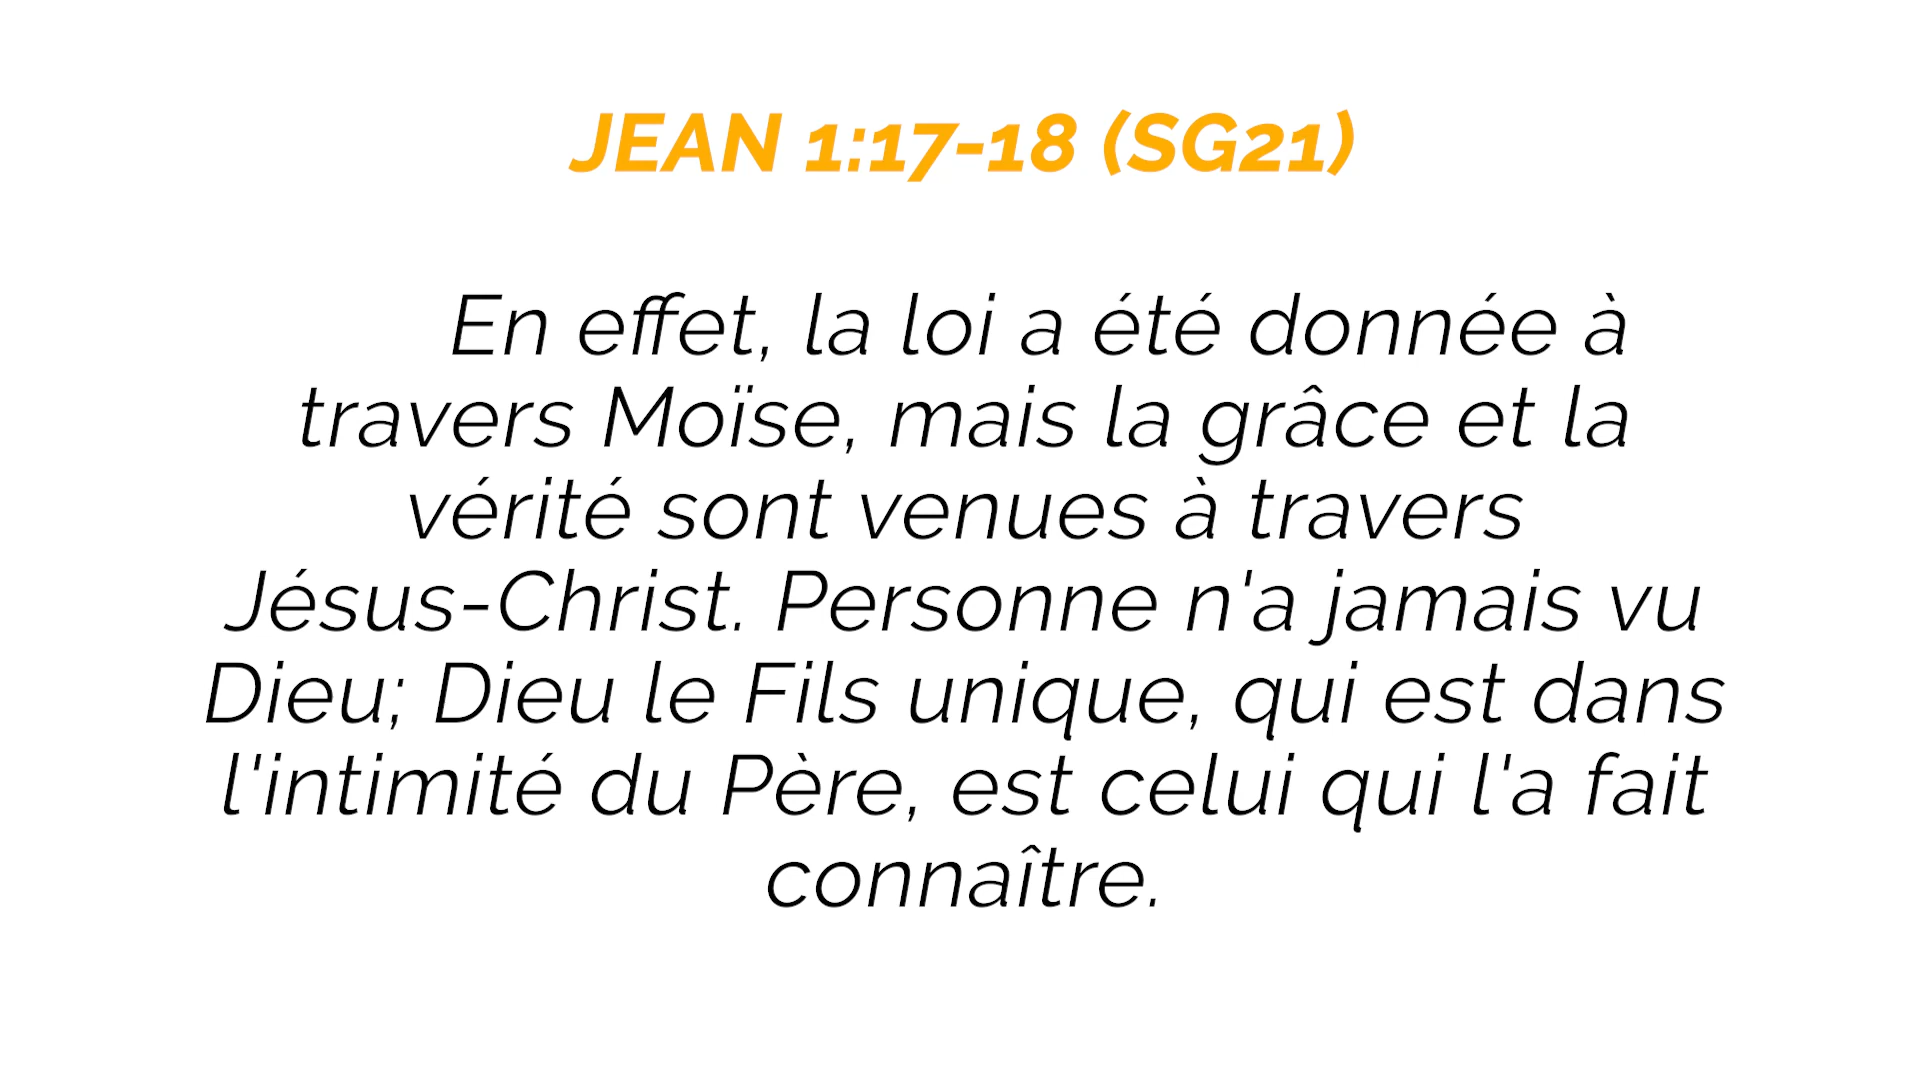 JEAN 1:17-18 (SG21)
En effet, la loi a été donnée à
travers Moïse, mais la grâce et la
vérité sont venues à travers
Jésus-Christ. Personne n'a jamais vu
Dieu; Dieu le Fils unique, qui est dans
l'intimité du Père, est celui qui l'a fait
connaître.